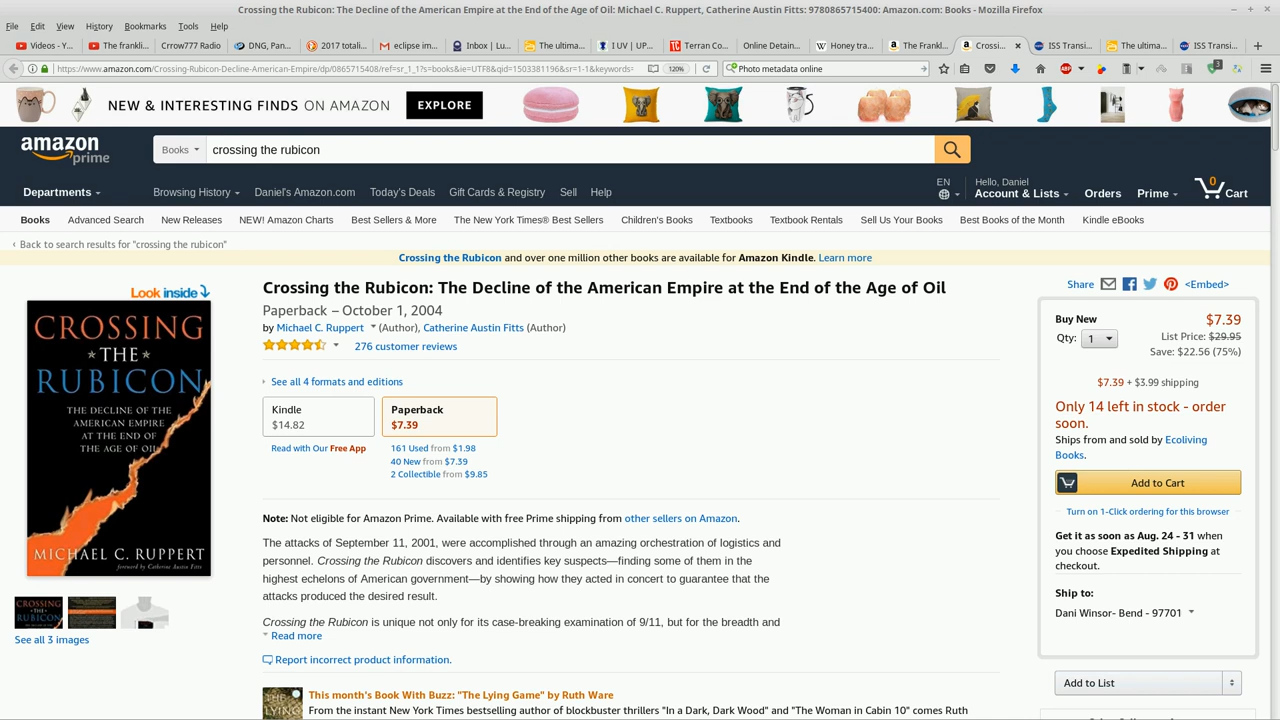 Crossing the Rubicon: The Decline of the American Empire at the End of the Age of Oil: Michael C. Ruppert, Catherine Austin Fitts: 9780865715400: Amazon.com: Books - Mozilla Firefox
File Edit View History Bookmarks Tools Help
Videos - Y... The frankli... Crrow777 Radio DNG, Pan... 2017 totali... eclipse im... Inbox | Lu... The ultima... I UV | UP... Terran Co... Online Detain... Honey tra... The Frankl... Crossi... ISS Transi... The ultima... ISS Transi...
https://www.amazon.com/Crossing-Rubicon-Decline-American-Empire/dp/0865715408/ref=sr_1_1?s=books&ie=UTF8&qid=1503381196&sr=1-1&keywords= 120% Photo metadata online
NEW & INTERESTING FINDS ON AMAZON EXPLORE
amazon prime
Books crossing the rubicon
Departments Browsing History Daniel's Amazon.com Today's Deals Gift Cards & Registry Sell Help EN Hello, Daniel Account & Lists Orders Prime 0 Cart
Books Advanced Search New Releases NEW! Amazon Charts Best Sellers & More The New York Times® Best Sellers Children's Books Textbooks Textbook Rentals Sell Us Your Books Best Books of the Month Kindle eBooks
‹ Back to search results for "crossing the rubicon"
Crossing the Rubicon and over one million other books are available for Amazon Kindle. Learn more
Look inside
CROSSING
THE
RUBICON
THE DECLINE OF THE
AMERICAN EMPIRE
AT THE END OF
THE AGE OF OIL
MICHAEL C. RUPPERT
foreword by Catherine Austin Fitts
See all 3 images
Crossing the Rubicon: The Decline of the American Empire at the End of the Age of Oil
Paperback – October 1, 2004
by Michael C. Ruppert (Author), Catherine Austin Fitts (Author)
276 customer reviews
See all 4 formats and editions
Kindle
$14.82
Paperback
$7.39
Read with Our Free App
161 Used from $1.98
40 New from $7.39
2 Collectible from $9.85
Note: Not eligible for Amazon Prime. Available with free Prime shipping from other sellers on Amazon.
The attacks of September 11, 2001, were accomplished through an amazing orchestration of logistics and
personnel. Crossing the Rubicon discovers and identifies key suspects—finding some of them in the
highest echelons of American government—by showing how they acted in concert to guarantee that the
attacks produced the desired result.
Crossing the Rubicon is unique not only for its case-breaking examination of 9/11, but for the breadth and
Read more
Report incorrect product information.
This month's Book With Buzz: "The Lying Game" by Ruth Ware
From the instant New York Times bestselling author of blockbuster thrillers "In a Dark, Dark Wood" and "The Woman in Cabin 10" comes Ruth
Share <Embed>
Buy New $7.39
Qty: 1 List Price: $29.95
Save: $22.56 (75%)
$7.39 + $3.99 shipping
Only 14 left in stock - order
soon.
Ships from and sold by Ecoliving
Books.
Add to Cart
Turn on 1-Click ordering for this browser
Get it as soon as Aug. 24 - 31 when
you choose Expedited Shipping at
checkout.
Ship to:
Dani Winsor- Bend - 97701
Add to List